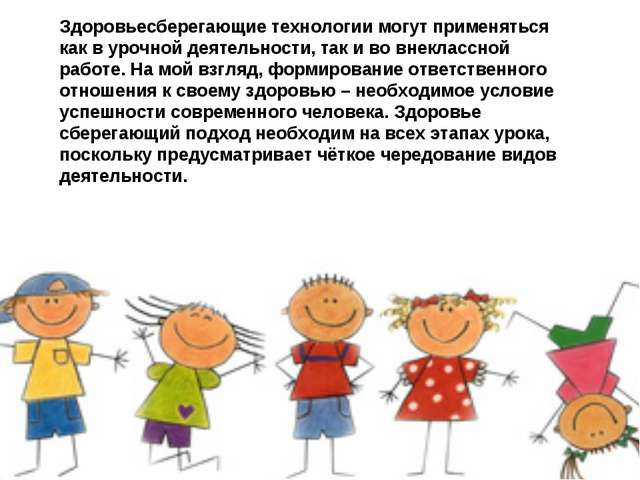 Здоровьесберегающие технологии могут применяться
как в урочной деятельности, так и во внеклассной
работе. На мой взгляд, формирование ответственного
отношения к своему здоровью – необходимое условие
успешности современного человека. Здоровье
сберегающий подход необходим на всех этапах урока,
поскольку предусматривает чёткое чередование видов
деятельности.